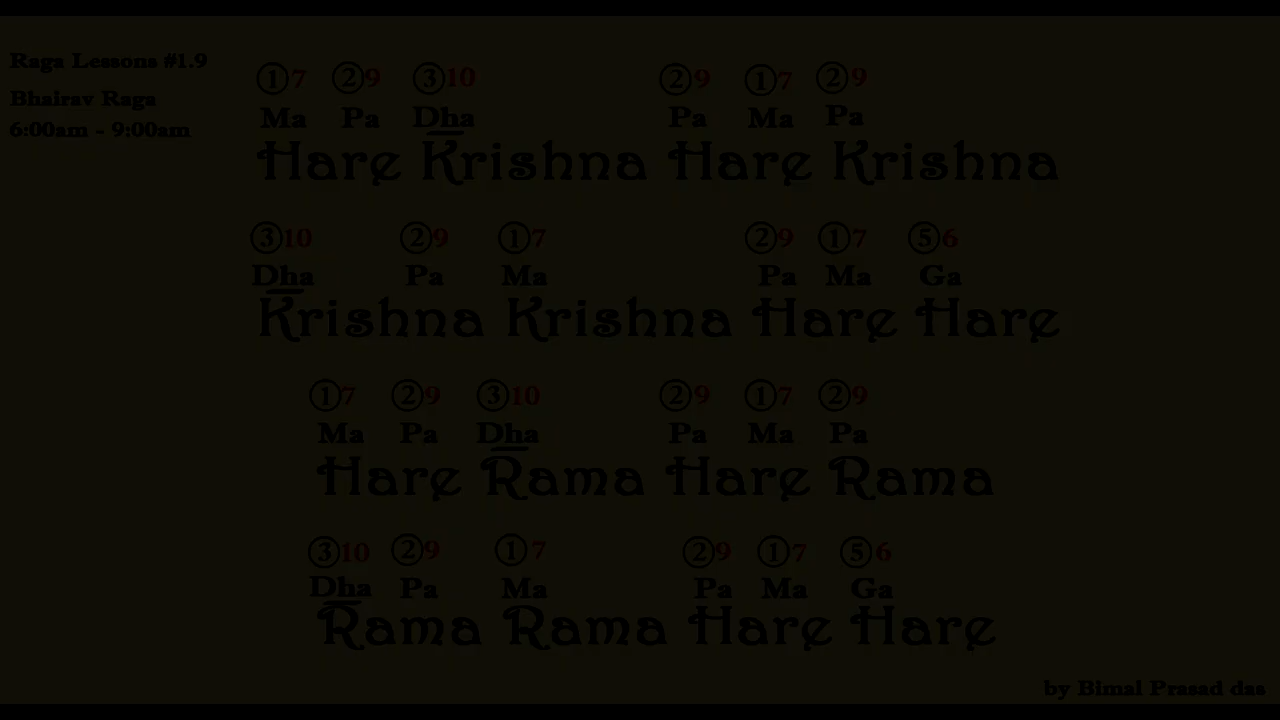 Raga Lessons #1.9
Bhairav Raga
6:00am - 9:00am
①7 ②9 ③10 ②9 ①7 ②9
Ma Pa Dha Pa Ma Pa
Hare Krishna Hare Krishna
③10 ②9 ①7 ②9 ①7 ⑤6
Dha Pa Ma Pa Ma Ga
Krishna Krishna Hare Hare
①7 ②9 ③10 ②9 ①7 ②9
Ma Pa Dha Pa Ma Pa
Hare Rama Hare Rama
③10 ②9 ①7 ②9 ①7 ⑤6
Dha Pa Ma Pa Ma Ga
Rama Rama Hare Hare
by Bimal Prasad das